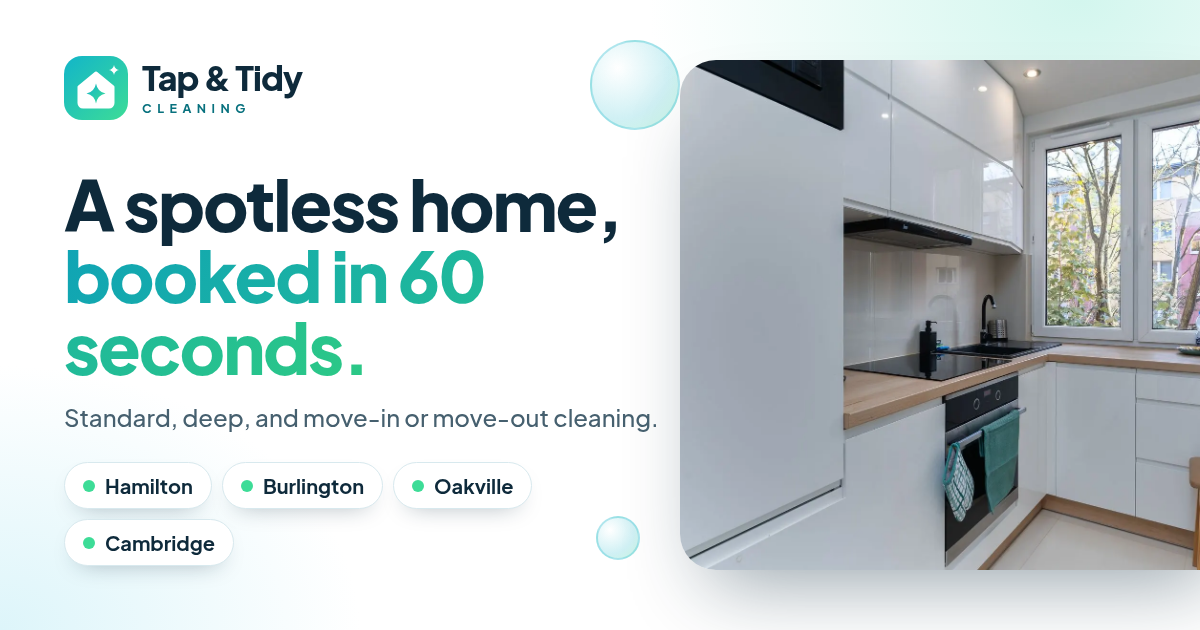 Tap & Tidy
CLEANING
A spotless home,
booked in 60
seconds.
Standard, deep, and move-in or move-out cleaning.
Hamilton
Burlington
Oakville
Cambridge